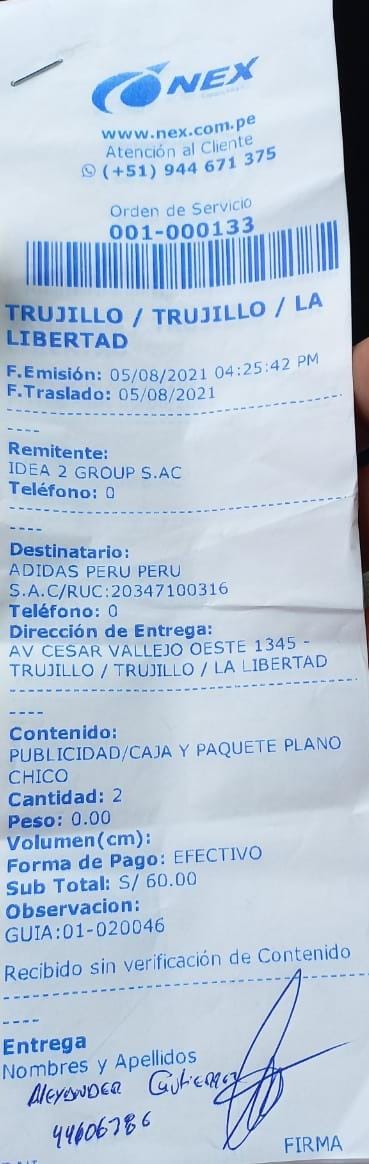 NEX
www.nex.com.pe
Atención al Cliente
(+51) 944 671 375
Orden de Servicio
001-000133
TRUJILLO / TRUJILLO / LA
LIBERTAD
F.Emisión: 05/08/2021 04:25:42 PM
F.Traslado: 05/08/2021
----
Remitente:
IDEA 2 GROUP S.AC
Teléfono: 0
----
Destinatario:
ADIDAS PERU PERU
S.A.C/RUC:20347100316
Teléfono: 0
Dirección de Entrega:
AV CESAR VALLEJO OESTE 1345 -
TRUJILLO / TRUJILLO / LA LIBERTAD
----
Contenido:
PUBLICIDAD/CAJA Y PAQUETE PLANO
CHICO
Cantidad: 2
Peso: 0.00
Volumen(cm):
Forma de Pago: EFECTIVO
Sub Total: S/ 60.00
Observacion:
GUIA:01-020046
Recibido sin verificación de Contenido
----
Entrega
Nombres y Apellidos
Alexander Gutierrez
44606786
FIRMA